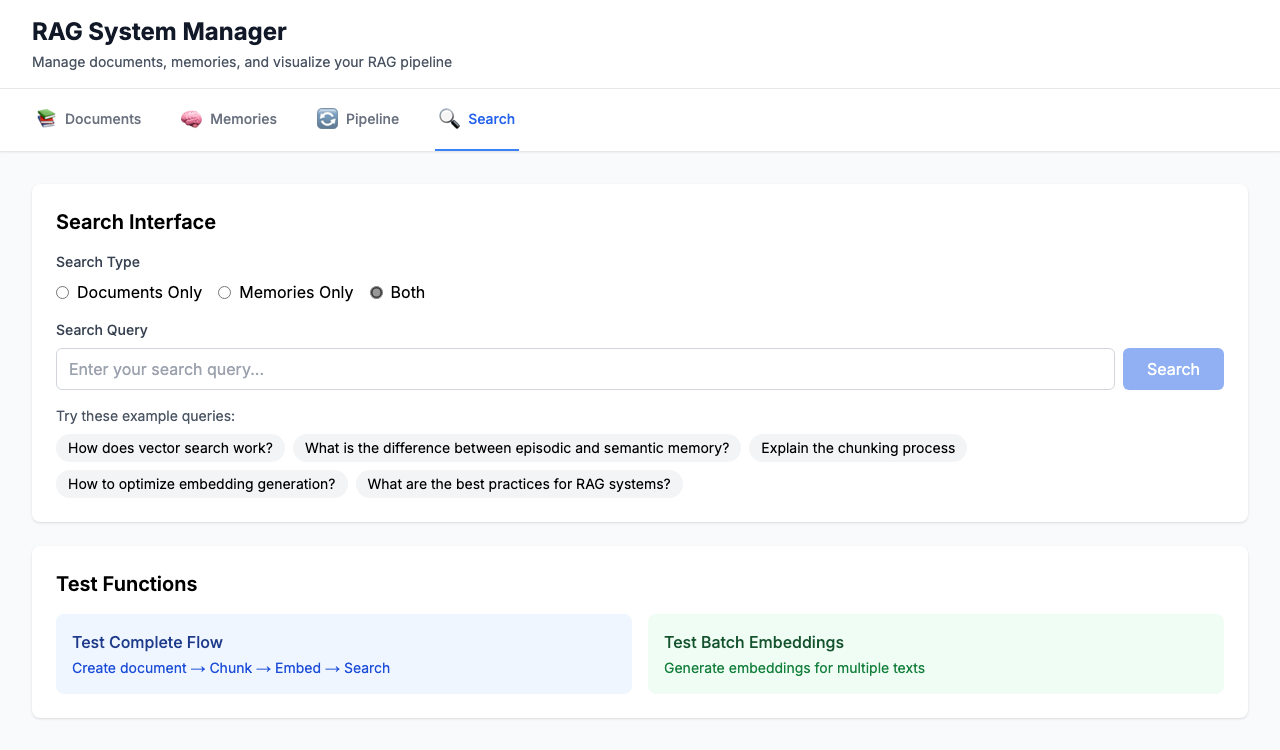 RAG System Manager
Manage documents, memories, and visualize your RAG pipeline
Documents Memories Pipeline Search
Search Interface
Search Type
Documents Only Memories Only Both
Search Query
Enter your search query... Search
Try these example queries:
How does vector search work? What is the difference between episodic and semantic memory? Explain the chunking process
How to optimize embedding generation? What are the best practices for RAG systems?
Test Functions
Test Complete Flow Test Batch Embeddings
Create document → Chunk → Embed → Search Generate embeddings for multiple texts